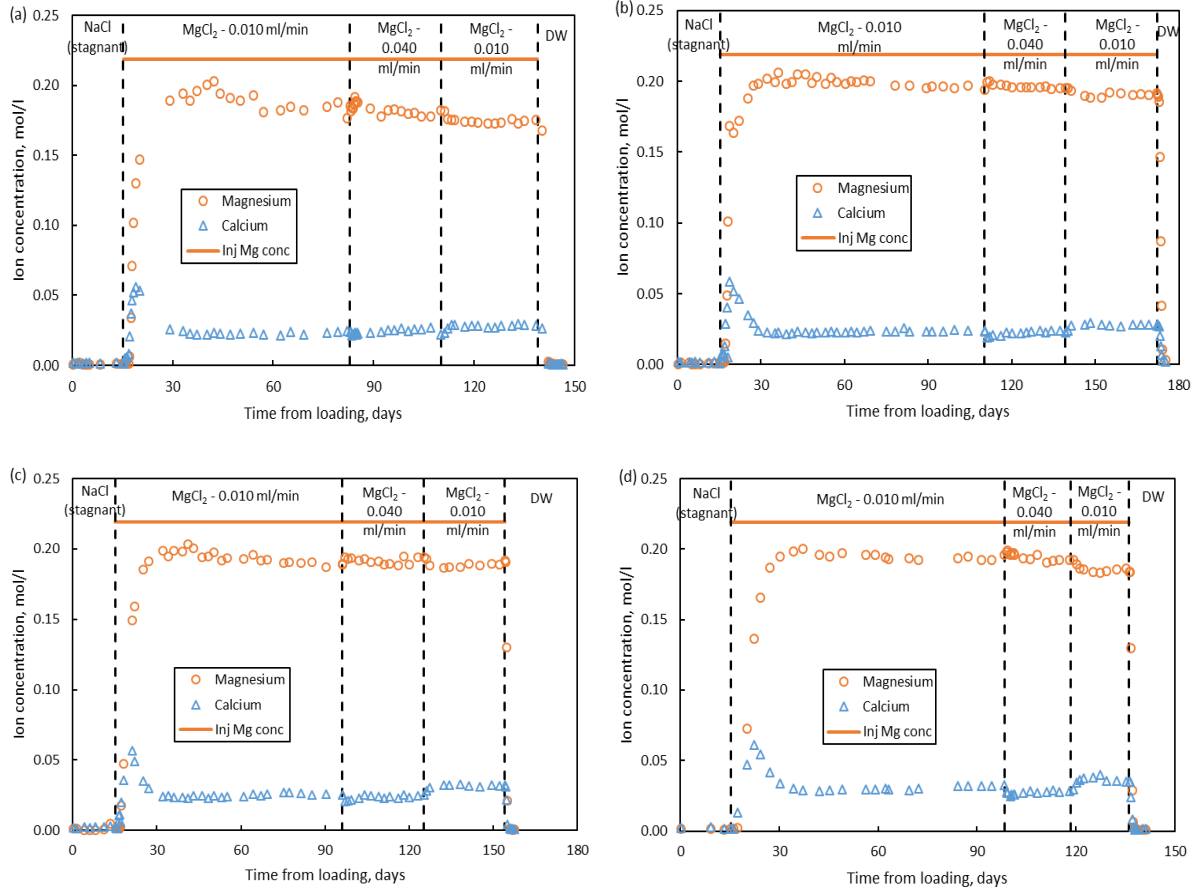 (a)
NaCl
(stagnant)
MgCl2 - 0.010 ml/min
MgCl2 -
0.040
ml/min
MgCl2 -
0.010
ml/min
DW
Ion concentration, mol/l
0.25
0.20
0.15
0.10
0.05
0.00
Magnesium
Calcium
Inj Mg conc
0 30 60 90 120 150
Time from loading, days
(b)
NaCl
(stagnant)
MgCl2 - 0.010
ml/min
MgCl2 -
0.040
ml/min
MgCl2 -
0.010
ml/min
DW
Ion concentration, mol/l
0.25
0.20
0.15
0.10
0.05
0.00
Magnesium
Calcium
Inj Mg conc
0 30 60 90 120 150 180
Time from loading, days
(c)
NaCl
(stagnant)
MgCl2 - 0.010 ml/min
MgCl2 -
0.040
ml/min
MgCl2 -
0.010
ml/min
DW
Ion concentration, mol/l
0.25
0.20
0.15
0.10
0.05
0.00
Magnesium
Calcium
Inj Mg conc
0 30 60 90 120 150 180
Time from loading, days
(d)
NaCl
(stagnant)
MgCl2 - 0.010 ml/min
MgCl2 -
0.040
ml/min
MgCl2 -
0.010
ml/min
DW
Ion concentration, mol/l
0.25
0.20
0.15
0.10
0.05
0.00
Magnesium
Calcium
Inj Mg conc
0 30 60 90 120 150
Time from loading, days